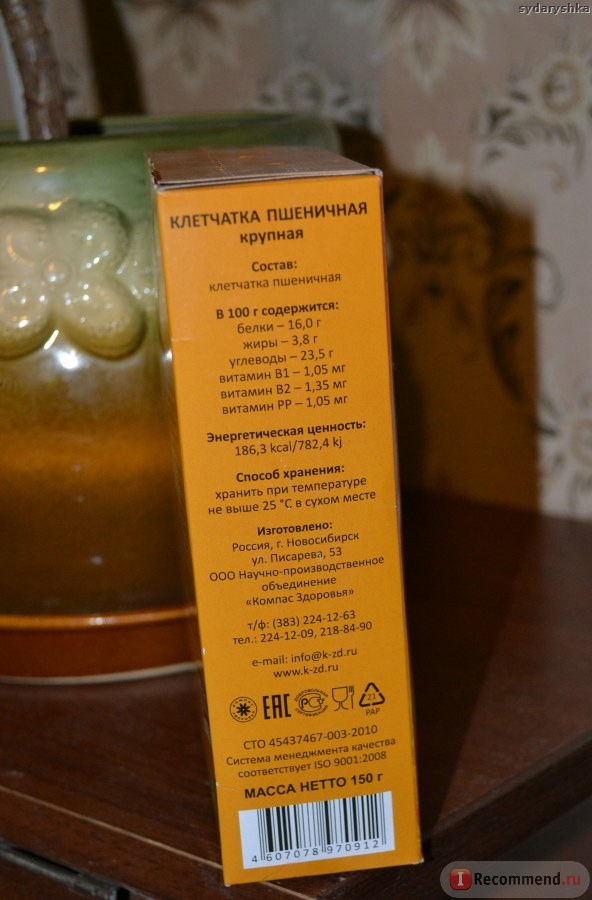 sydaryshka
КЛЕТЧАТКА ПШЕНИЧНАЯ
крупная
Состав:
клетчатка пшеничная
В 100 г содержится:
белки – 16,0 г
жиры – 3,8 г
углеводы – 23,5 г
витамин В1 – 1,05 мг
витамин В2 – 1,35 мг
витамин РР – 1,05 мг
Энергетическая ценность:
186,3 kcal/782,4 kj
Способ хранения:
хранить при температуре
не выше 25 °С в сухом месте
Изготовлено:
Россия, г. Новосибирск
ул. Писарева, 53
ООО Научно-производственное
объединение
«Компас Здоровья»
т/ф: (383) 224-12-63
тел.: 224-12-09, 218-84-90
e-mail: info@k-zd.ru
www.k-zd.ru
ЕАС
РСТ
21
PAP
СТО 45437467-003-2010
Система менеджмента качества
соответствует ISO 9001:2008
МАССА НЕТТО 150 г
4 607078 970912
IRecommend.ru